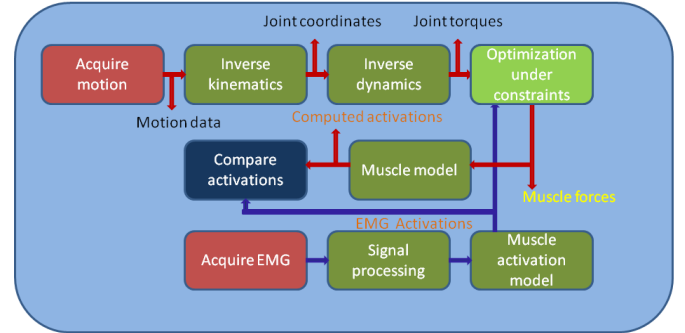 Joint coordinates
Joint torques
Acquire
motion
Inverse
kinematics
Inverse
dynamics
Optimization
under
constraints
Motion data
Computed activations
Compare
activations
Muscle model
Muscle forces
EMG Activations
Acquire EMG
Signal
processing
Muscle
activation
model